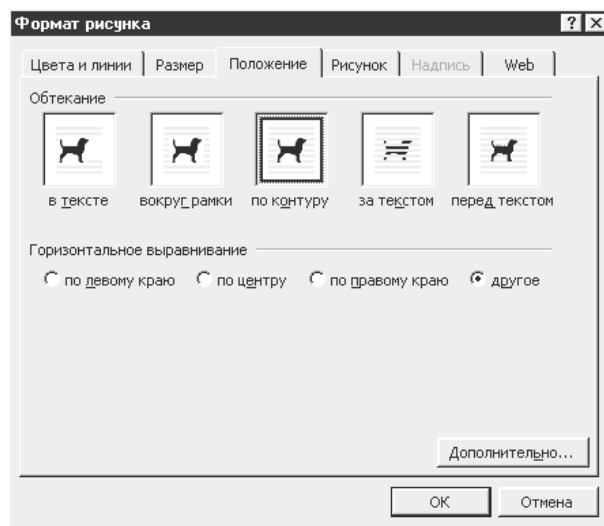 Формат рисунка
Цвета и линии Размер Положение Рисунок Надпись Web
Обтекание
в тексте вокруг рамки по контуру за текстом перед текстом
Горизонтальное выравнивание
по левому краю по центру по правому краю другое
Дополнительно...
ОК Отмена